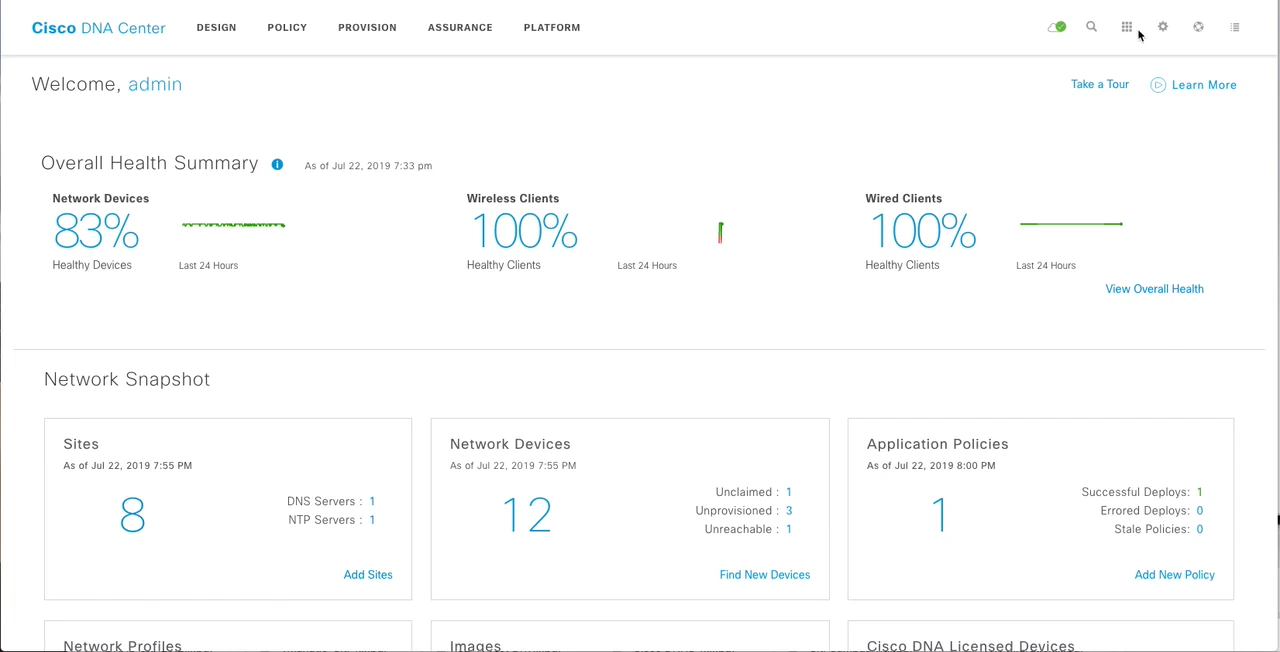 Cisco DNA Center DESIGN POLICY PROVISION ASSURANCE PLATFORM
Welcome, admin
Take a Tour Learn More
Overall Health Summary As of Jul 22, 2019 7:33 pm
Network Devices
83%
Healthy Devices Last 24 Hours
Wireless Clients
100%
Healthy Clients Last 24 Hours
Wired Clients
100%
Healthy Clients Last 24 Hours
View Overall Health
Network Snapshot
Sites
As of Jul 22, 2019 7:55 PM
8
DNS Servers : 1
NTP Servers : 1
Add Sites
Network Devices
As of Jul 22, 2019 7:55 PM
12
Unclaimed : 1
Unprovisioned : 3
Unreachable : 1
Find New Devices
Application Policies
As of Jul 22, 2019 8:00 PM
1
Successful Deploys: 1
Errored Deploys: 0
Stale Policies: 0
Add New Policy
Network Profiles
Images
Cisco DNA Licensed Devices